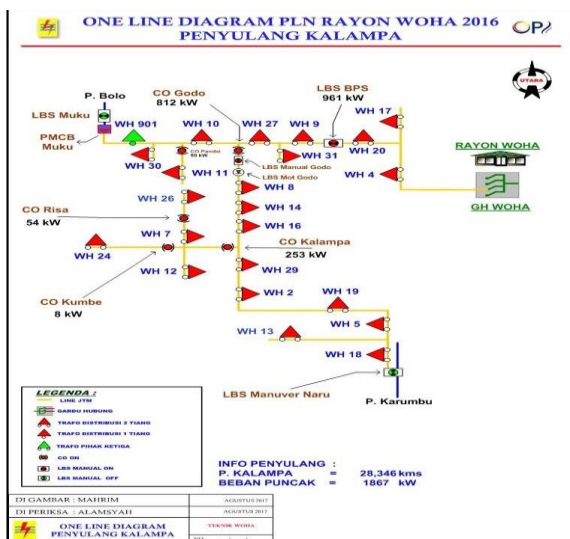 ONE LINE DIAGRAM PLN RAYON WOHA 2016
PENYULANG KALAMPA
OPI
UTARA
P. Bolo
LBS Muku
PMCB
Muku
WH 901
WH 30
WH 10
CO Godo
812 kW
WH 27
WH 9
LBS BPS
961 kW
WH 17
WH 31
WH 20
WH 4
RAYON WOHA
GH WOHA
CO Pandai
WH 11
LBS Manual Godo
LBS Mot Godo
WH 26
WH 8
WH 14
WH 16
CO Risa
54 kW
WH 7
WH 24
WH 12
CO Kumbe
8 kW
CO Kalampa
253 kW
WH 29
WH 2
WH 19
WH 5
WH 13
WH 18
LBS Manuver Naru
P. Karumbu
LEGENDA :
LINE JTM
GARDU HUBUNG
TRAFO DISTRIBUSI 2 TIANG
TRAFO DISTRIBUSI 1 TIANG
TRAFO PIHAK KETIGA
CO ON
LBS MANUAL ON
LBS MANUAL OFF
INFO PENYULANG :
P. KALAMPA = 28,346 kms
BEBAN PUNCAK = 1867 kW
DI GAMBAR : MAHRIM AGUSTUS 2017
DI PERIKSA : ALAMSYAH AGUSTUS 2017
ONE LINE DIAGRAM
PENYULANG KALAMPA
TEKNIK WOHA